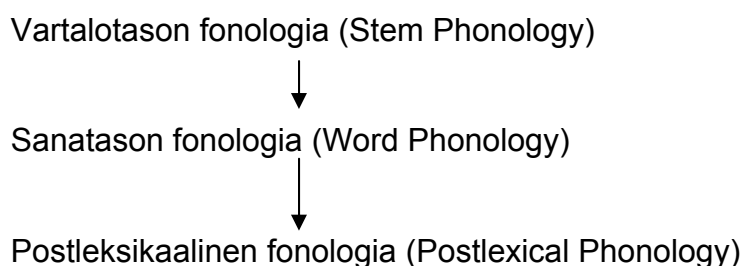 Vartalotason fonologia (Stem Phonology)
Sanatason fonologia (Word Phonology)
Postleksikaalinen fonologia (Postlexical Phonology)